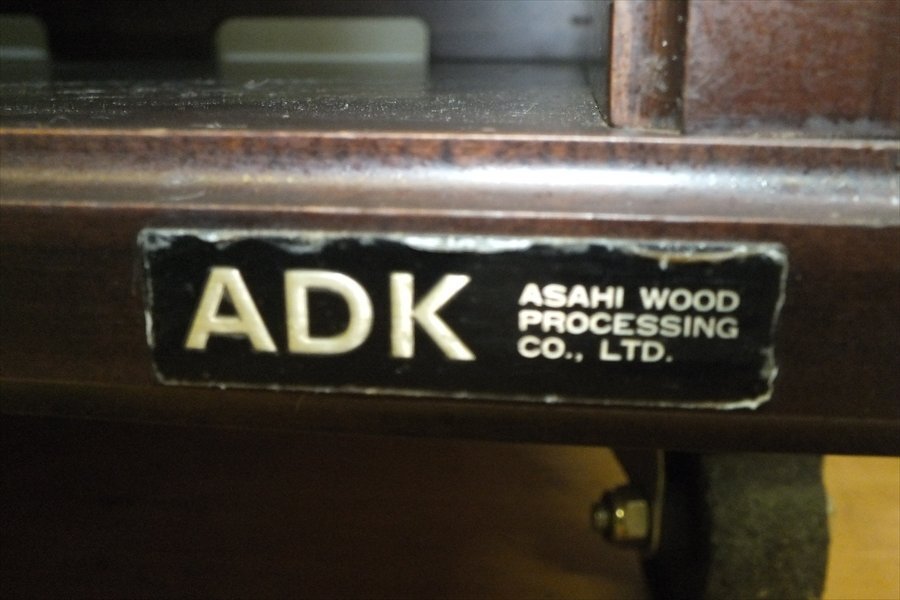 ADK
ASAHI WOOD
PROCESSING
CO., LTD.